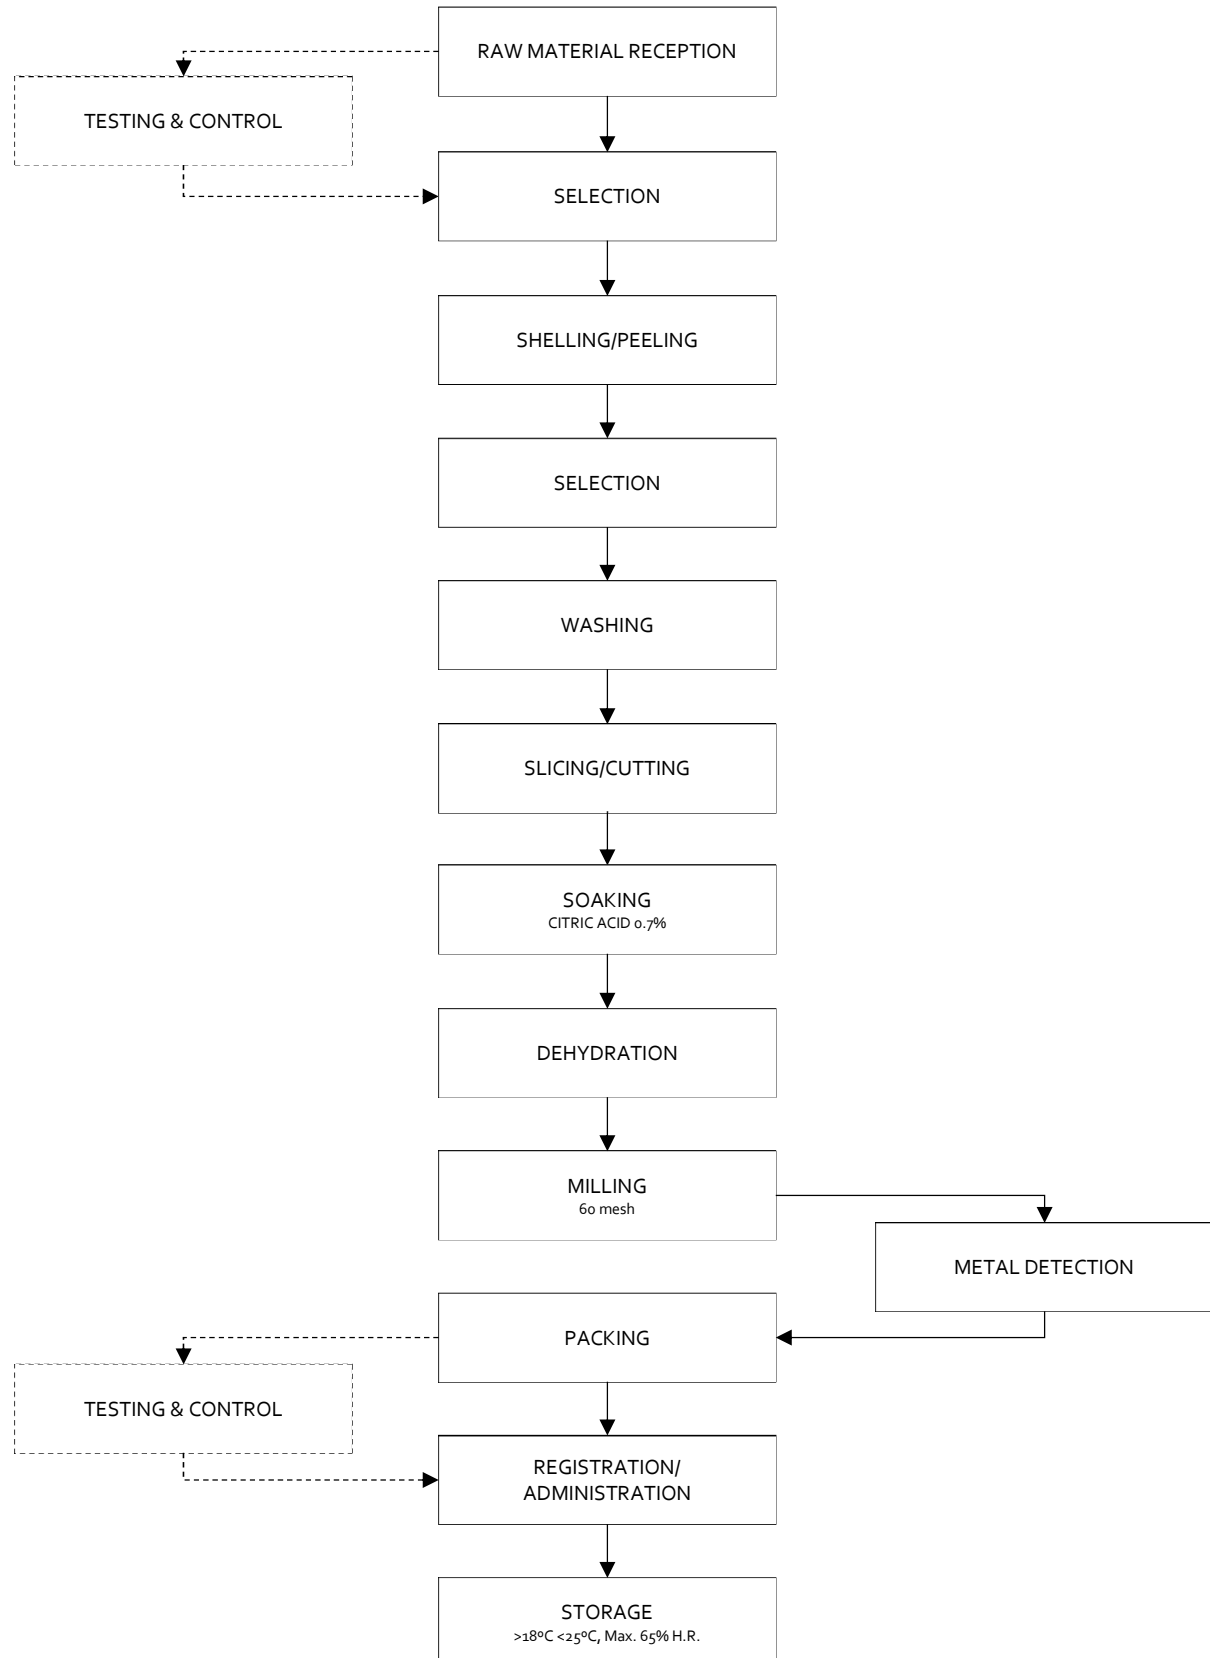 RAW MATERIAL RECEPTION
TESTING & CONTROL
SELECTION
SHELLING/PEELING
SELECTION
WASHING
SLICING/CUTTING
SOAKING
CITRIC ACID 0.7%
DEHYDRATION
MILLING
60 mesh
METAL DETECTION
PACKING
TESTING & CONTROL
REGISTRATION/
ADMINISTRATION
STORAGE
>18ºC <25ºC, Max. 65% H.R.